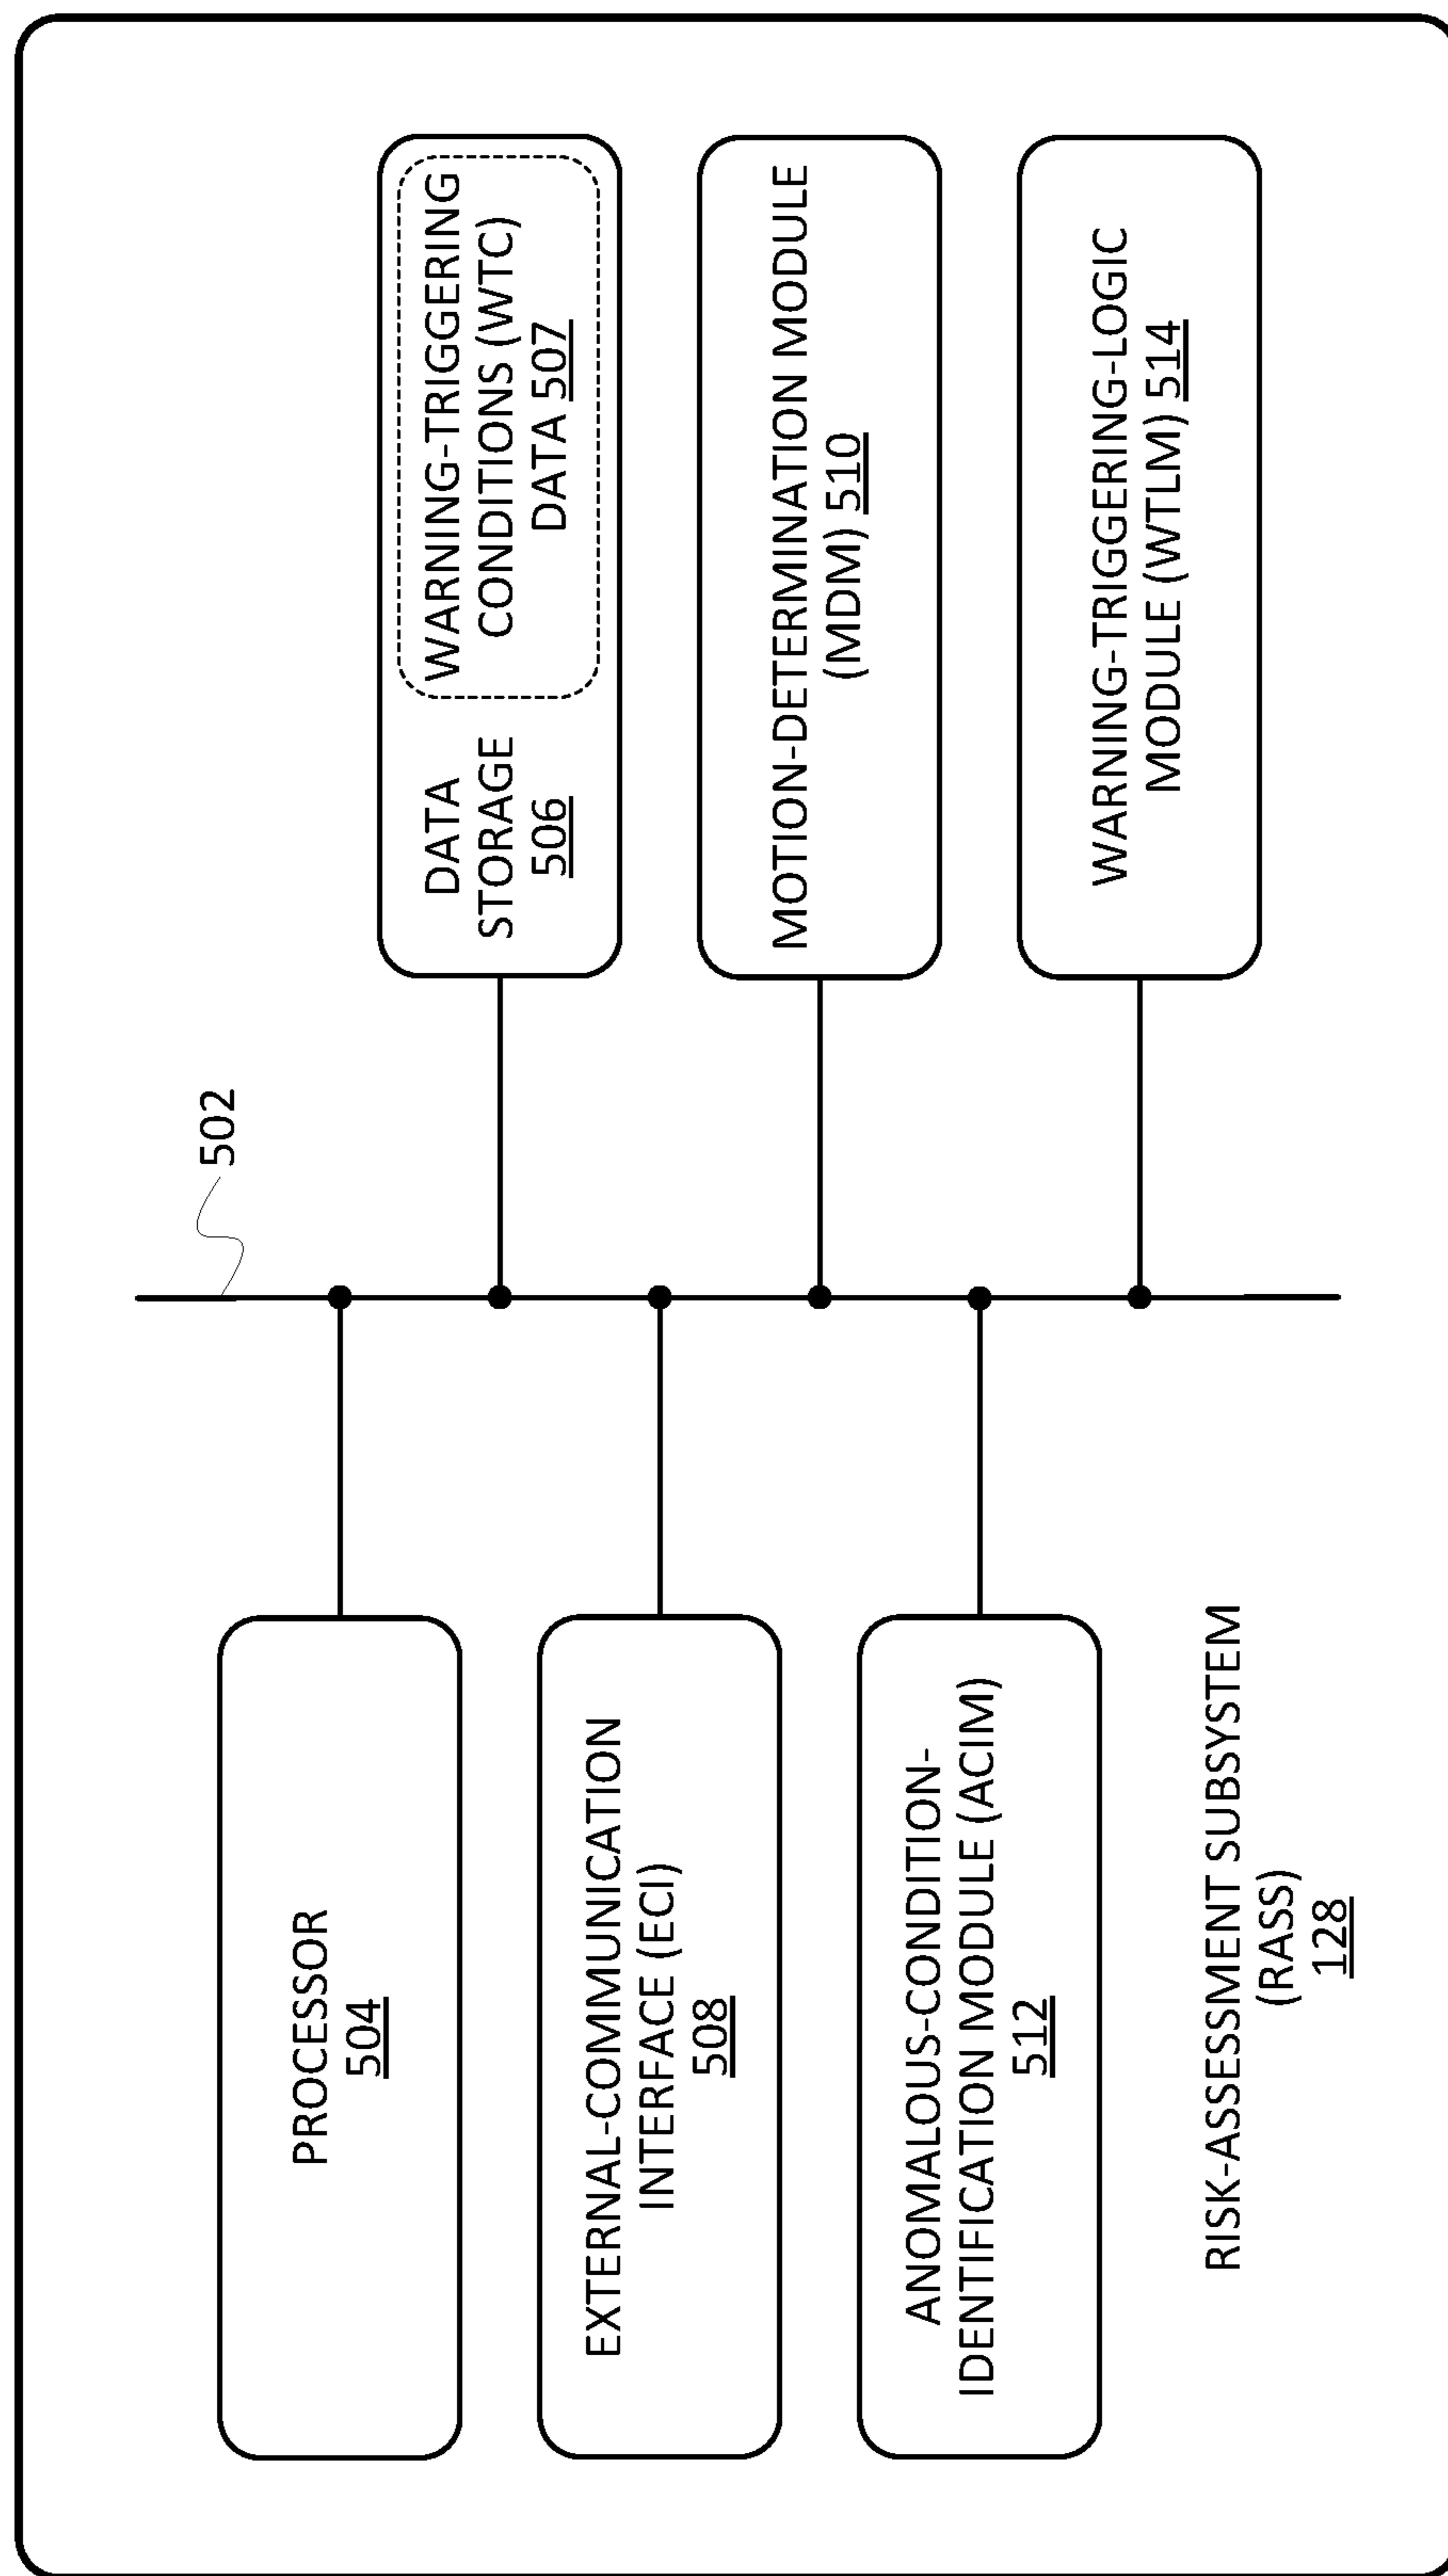 502
PROCESSOR
504
DATA
STORAGE
506
WARNING-TRIGGERING
CONDITIONS (WTC)
DATA 507
EXTERNAL-COMMUNICATION
INTERFACE (ECI)
508
MOTION-DETERMINATION MODULE
(MDM) 510
ANOMALOUS-CONDITION-
IDENTIFICATION MODULE (ACIM)
512
WARNING-TRIGGERING-LOGIC
MODULE (WTLM) 514
RISK-ASSESSMENT SUBSYSTEM
(RASS)
128